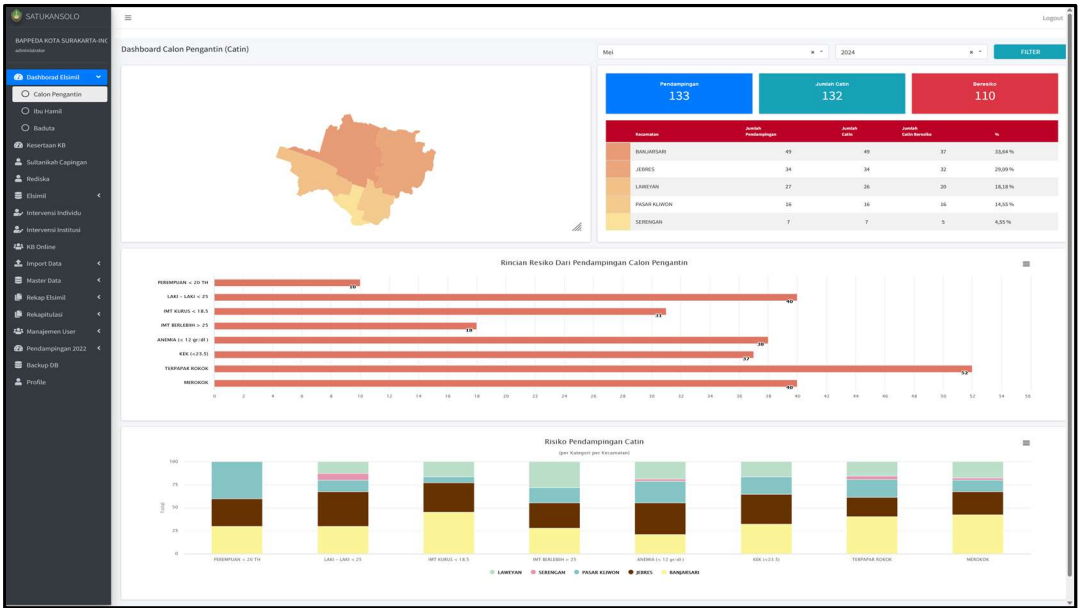 SATUKANSOLO
Logout
BAPPEDA KOTA SURAKARTA-IN(
administrator
Dashborad Elsimil
Calon Pengantin
Ibu Hamil
Baduta
Kesertaan KB
Sultanikah Capingan
Rediska
Elsimil
Intervensi Individu
Intervensi Institusi
KB Online
Import Data
Master Data
Rekap Elsimil
Rekapitulasi
Manajemen User
Pendampingan 2022
Backup DB
Profile
Dashboard Calon Pengantin (Catin)
Mei × 2024 × FILTER
Pendampingan
133
Jumlah Catin
132
Beresiko
110
Kecamatan Jumlah Pendampingan Jumlah Catin Jumlah Catin Beresiko %
BANJARSARI 49 49 37 33,64 %
JEBRES 34 34 32 29,09 %
LAWEYAN 27 26 20 18,18 %
PASAR KLIWON 16 16 16 14,55 %
SERENGAN 7 7 5 4,55 %
Rincian Resiko Dari Pendampingan Calon Pengantin
PEREMPUAN < 20 TH 10
LAKI - LAKI < 25 40
IMT KURUS < 18.5 31
IMT BERLEBIH > 25 18
ANEMIA (< 12 gr/dl ) 38
KEK (<23.5) 37
TERPAPAR ROKOK 52
MEROKOK 40
0 2 4 6 8 10 12 14 16 18 20 22 24 26 28 30 32 34 36 38 40 42 44 46 48 50 52 54 56
Risiko Pendampingan Catin
(per Kategori per Kecamatan)
Total
100
75
50
25
0
PEREMPUAN < 20 TH LAKI - LAKI < 25 IMT KURUS < 18.5 IMT BERLEBIH > 25 ANEMIA (< 12 gr/dl ) KEK (<23.5) TERPAPAR ROKOK MEROKOK
LAWEYAN SERENGAN PASAR KLIWON JEBRES BANJARSARI